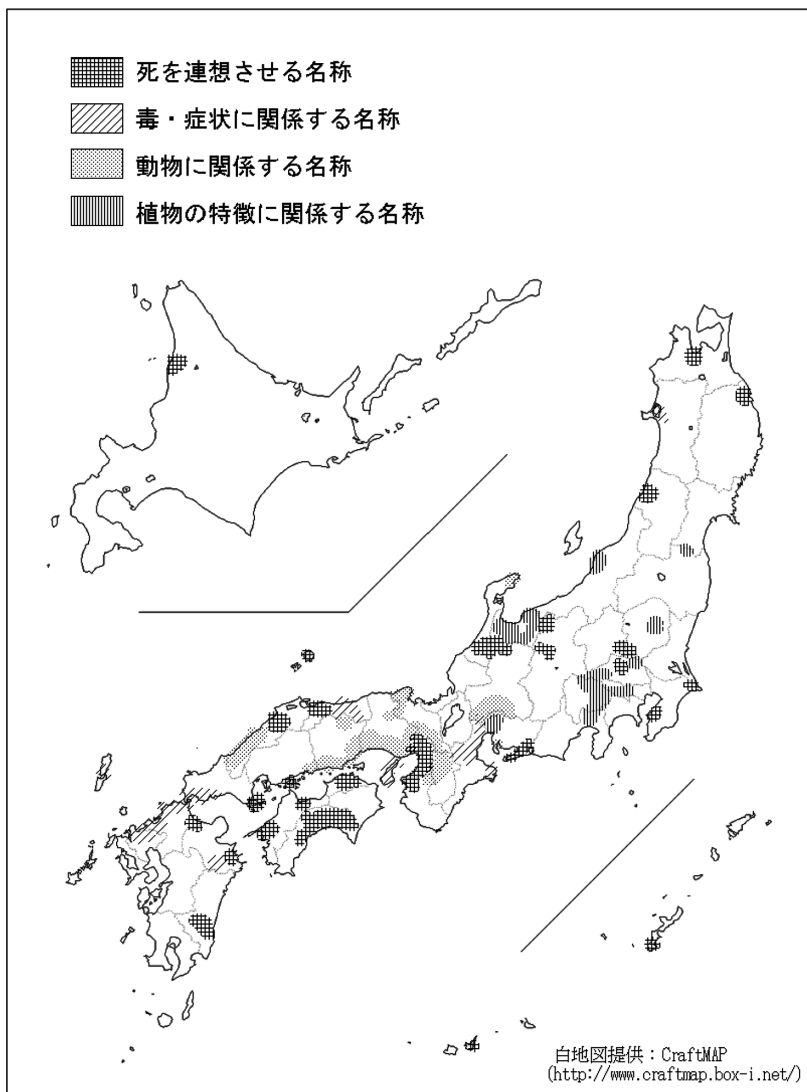 死を連想させる名称
毒・症状に関係する名称
動物に関係する名称
植物の特徴に関係する名称
白地図提供：CraftMAP
(http://www.craftmap.box-i.net/)